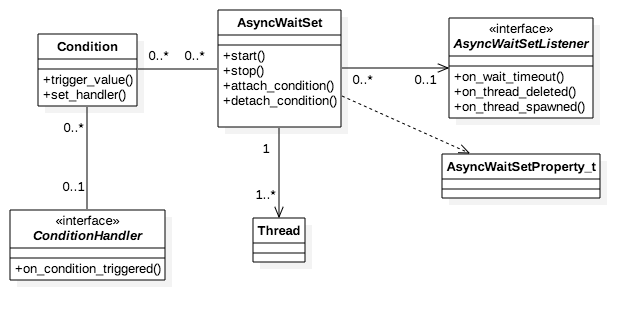 Condition
+trigger_value()
+set_handler()
0..*
0..*
AsyncWaitSet
+start()
+stop()
+attach_condition()
+detach_condition()
0..*
0..1
«interface»
AsyncWaitSetListener
+on_wait_timeout()
+on_thread_deleted()
+on_thread_spawned()
AsyncWaitSetProperty_t
0..*
0..1
1
1..*
«interface»
ConditionHandler
+on_condition_triggered()
Thread